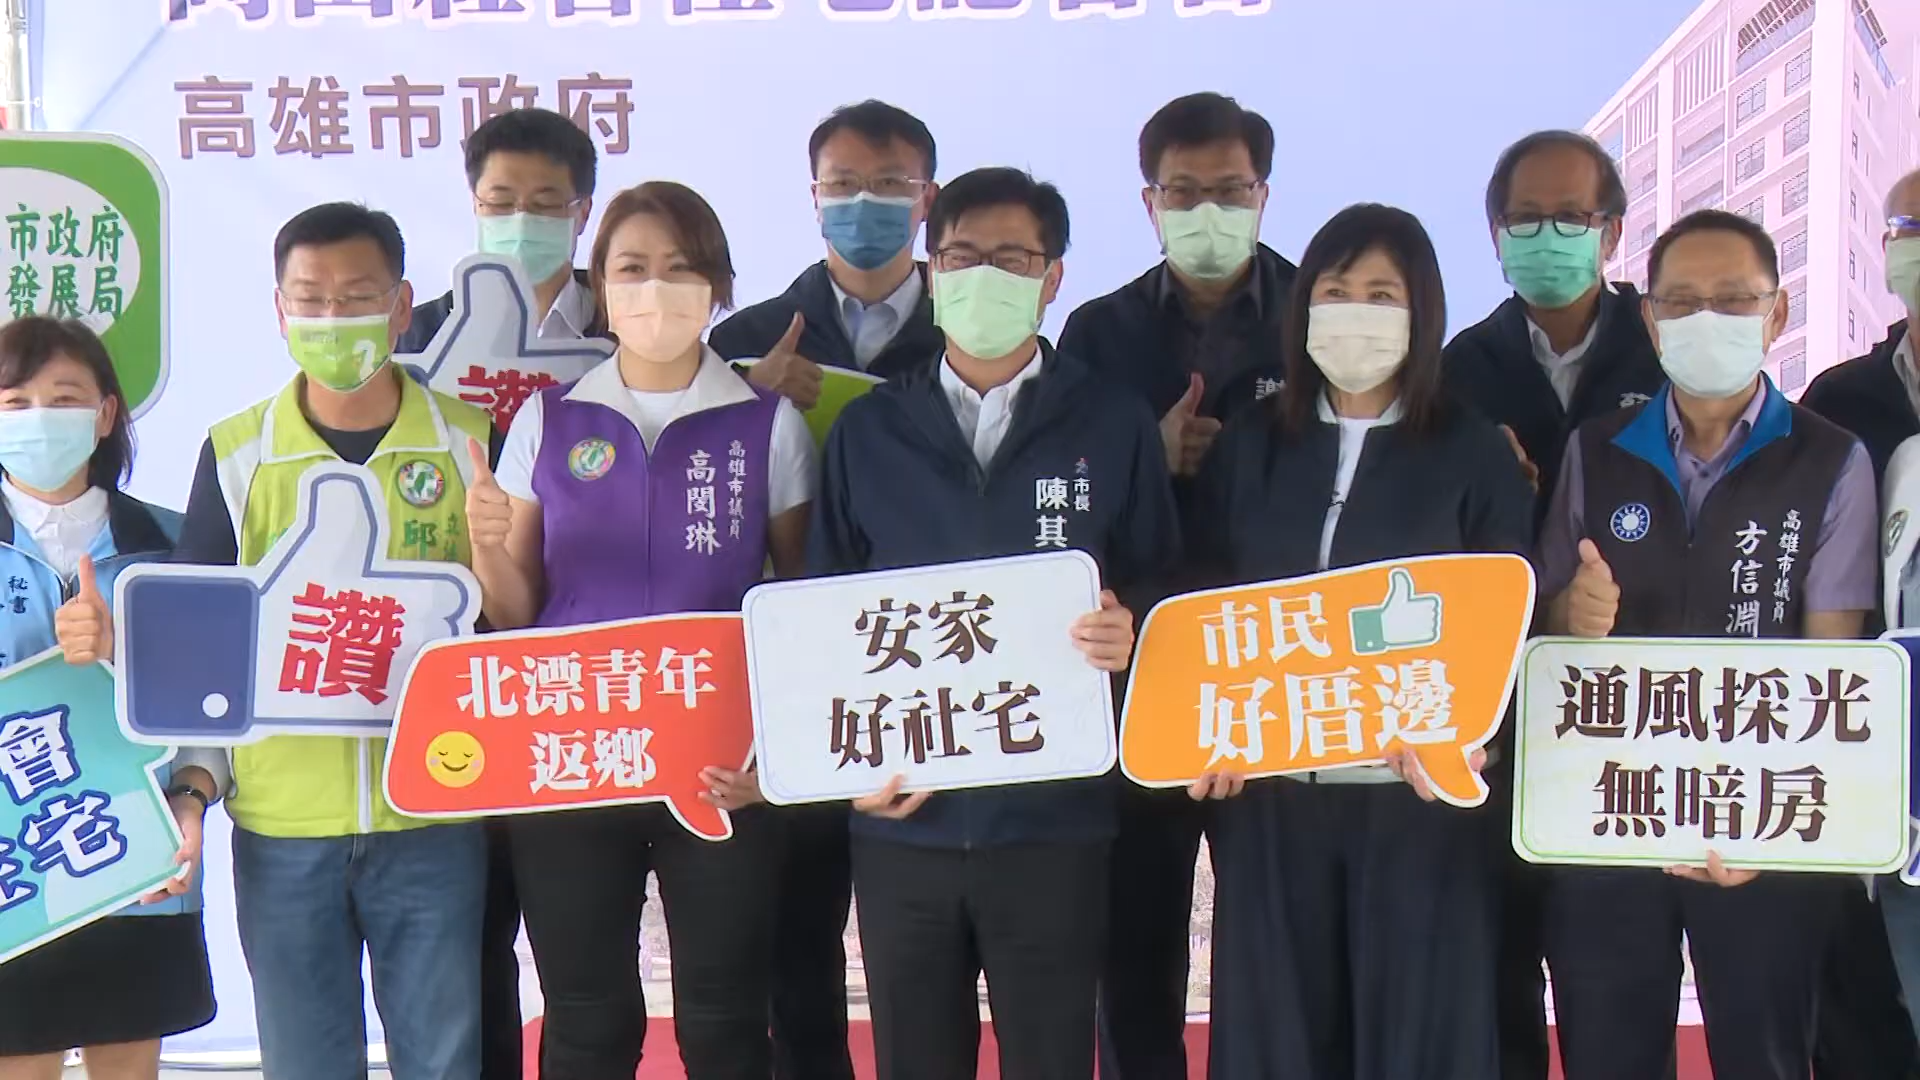 高雄市政府
市政府
發展局
讚
讚
高雄市議員
高閔琳
市長
陳其
高雄市議員
方信淵
秘書
邱
會
宅
北漂青年
返鄉
安家
好社宅
市民
好厝邊
通風採光
無暗房